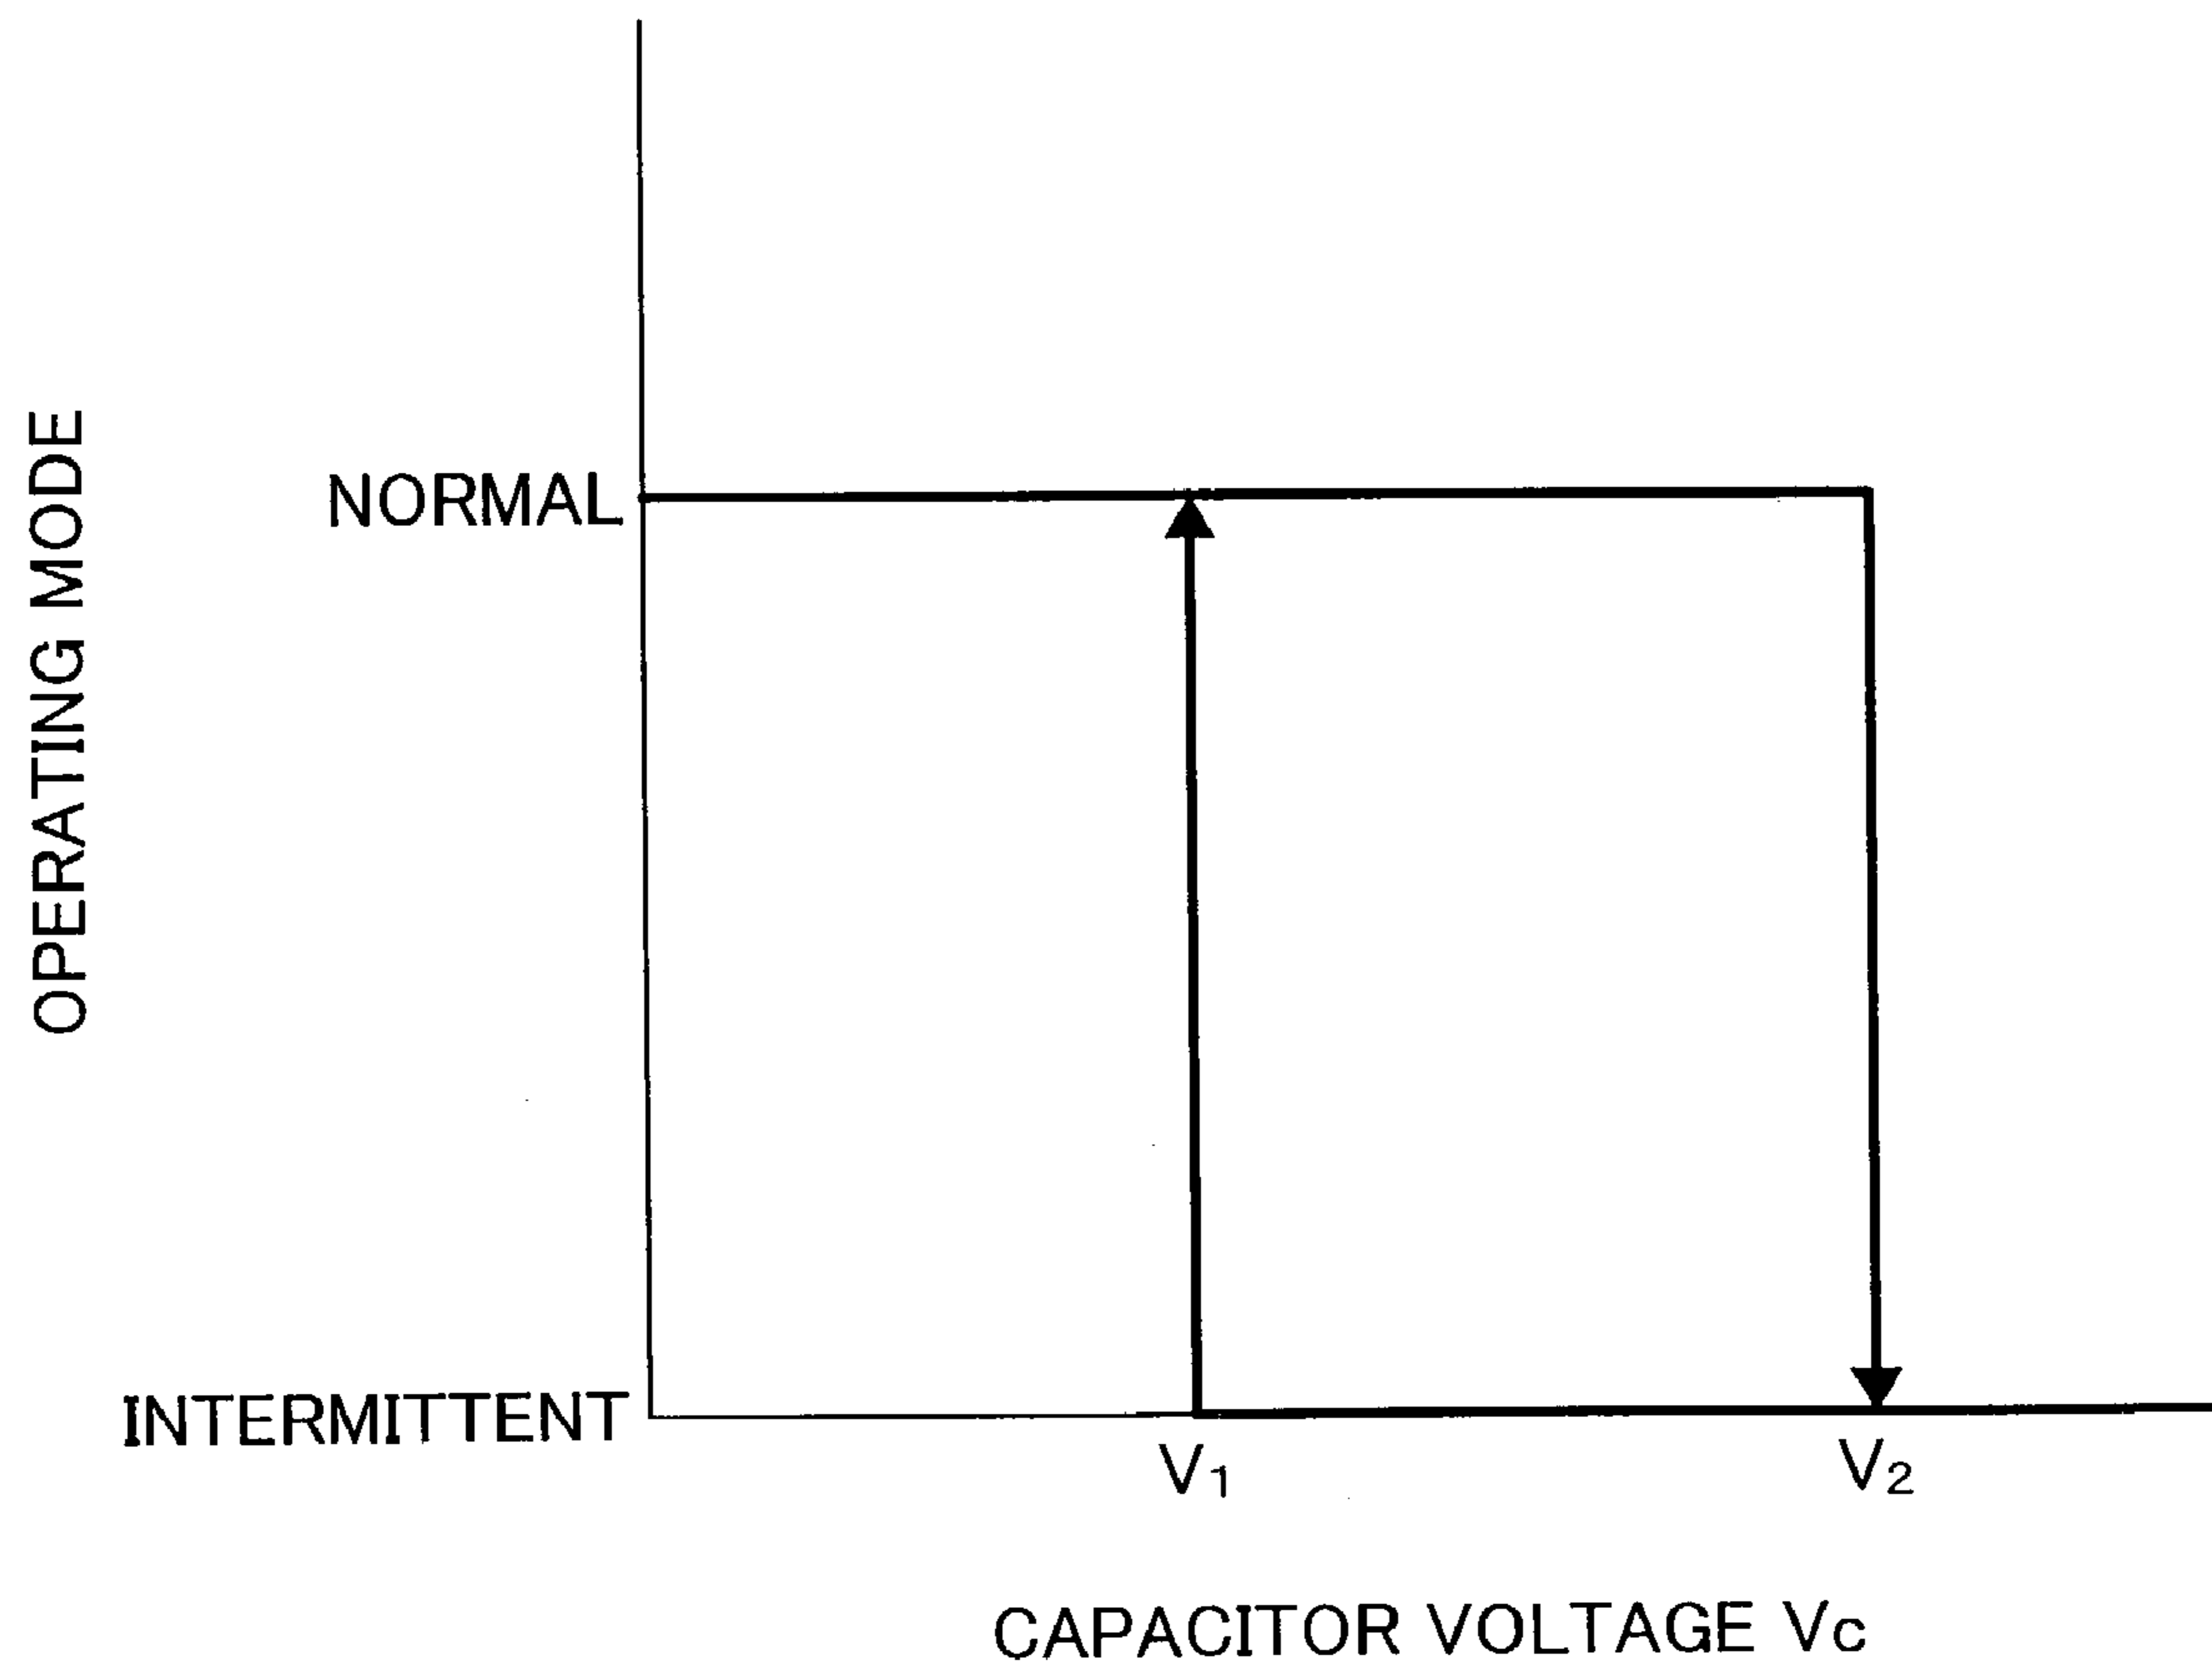 OPERATING MODE
NORMAL
INTERMITTENT
V1
V2
CAPACITOR VOLTAGE VC